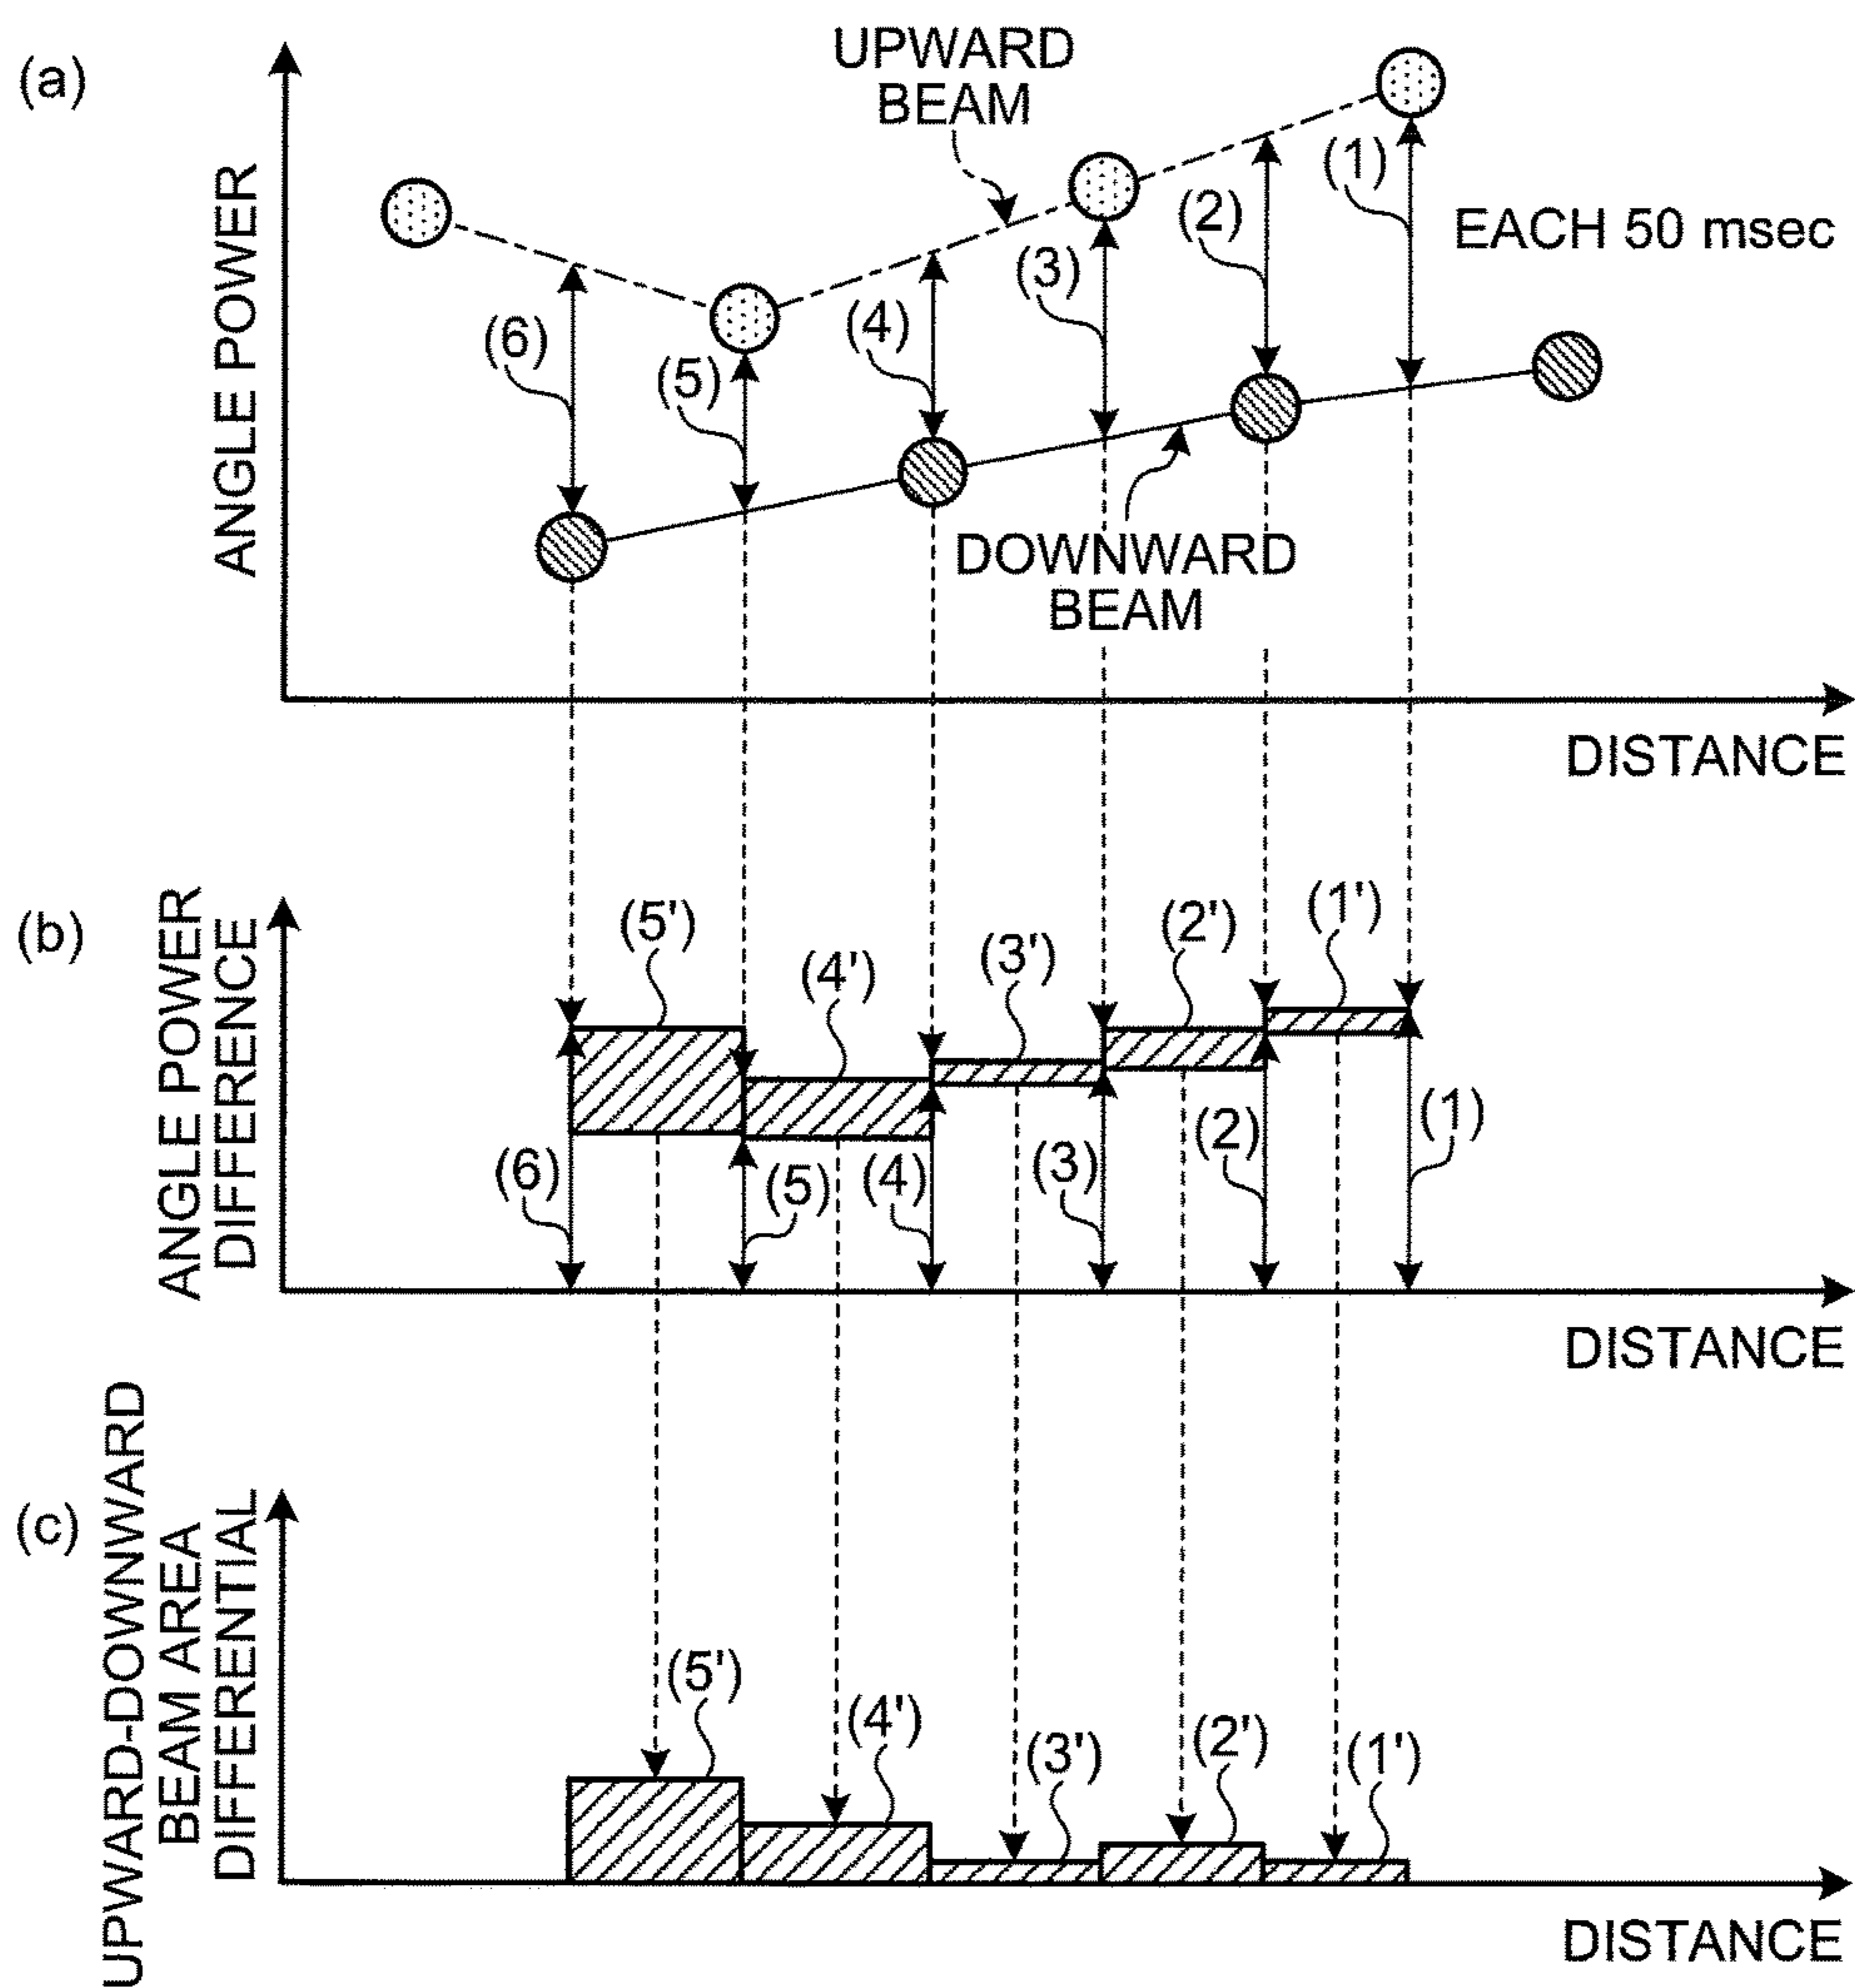 (a)
UPWARD
BEAM
ANGLE POWER
(1)
(2)
EACH 50 msec
(3)
(4)
(6)
(5)
DOWNWARD
BEAM
DISTANCE
(b)
ANGLE POWER
DIFFERENCE
(5')
(4')
(3')
(2')
(1')
(6)
(5)
(4)
(3)
(2)
(1)
DISTANCE
(c)
UPWARD-DOWNWARD
BEAM AREA
DIFFERENTIAL
(5')
(4')
(3')
(2')
(1')
DISTANCE